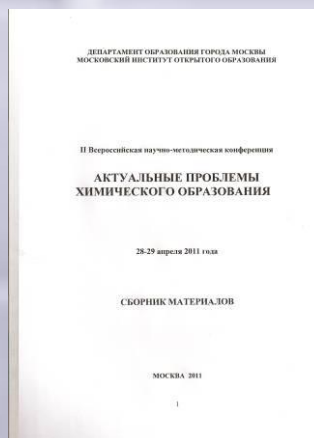 ДЕПАРТАМЕНТ ОБРАЗОВАНИЯ ГОРОДА МОСКВЫ
МОСКОВСКИЙ ИНСТИТУТ ОТКРЫТОГО ОБРАЗОВАНИЯ
II Всероссийская научно-методическая конференция
АКТУАЛЬНЫЕ ПРОБЛЕМЫ
ХИМИЧЕСКОГО ОБРАЗОВАНИЯ
28-29 апреля 2011 года
СБОРНИК МАТЕРИАЛОВ
МОСКВА 2011
1